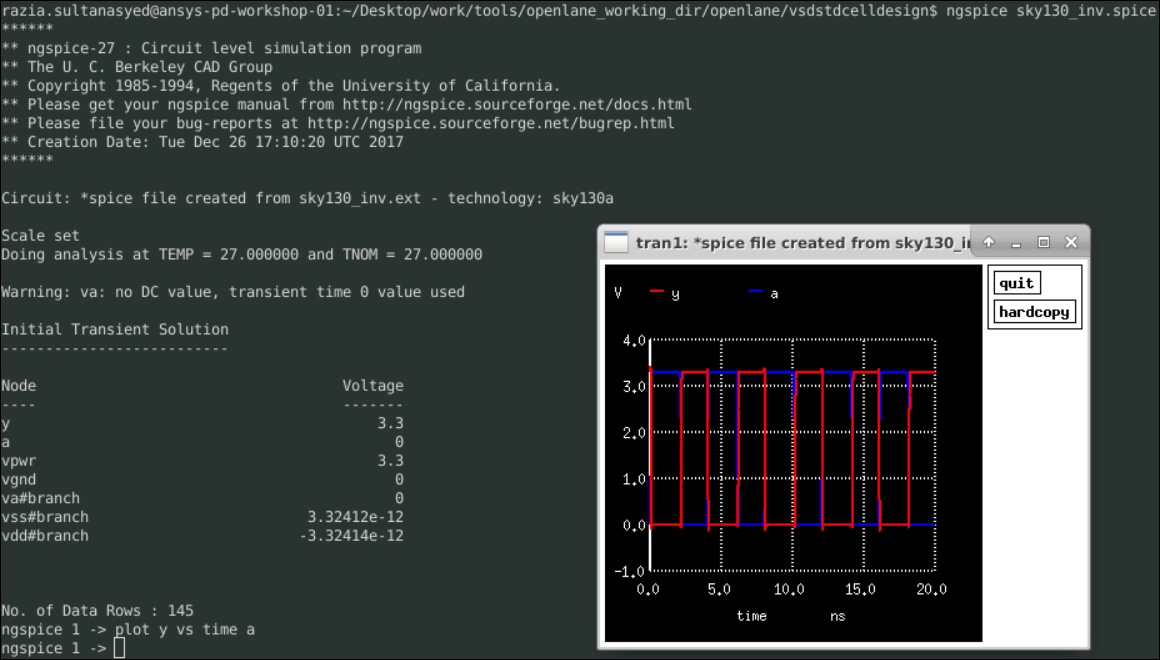 razia.sultanasyed@ansys-pd-workshop-01:~/Desktop/work/tools/openlane_working_dir/openlane/vsdstdcelldesign$ ngspice sky130_inv.spice
******
** ngspice-27 : Circuit level simulation program
** The U. C. Berkeley CAD Group
** Copyright 1985-1994, Regents of the University of California.
** Please get your ngspice manual from http://ngspice.sourceforge.net/docs.html
** Please file your bug-reports at http://ngspice.sourceforge.net/bugrep.html
** Creation Date: Tue Dec 26 17:10:20 UTC 2017
******
Circuit: *spice file created from sky130_inv.ext - technology: sky130a
Scale set
Doing analysis at TEMP = 27.000000 and TNOM = 27.000000
Warning: va: no DC value, transient time 0 value used
Initial Transient Solution
--------------------------
Node Voltage
---- -------
y 3.3
a 0
vpwr 3.3
vgnd 0
va#branch 0
vss#branch 3.32412e-12
vdd#branch -3.32414e-12
No. of Data Rows : 145
ngspice 1 -> plot y vs time a
ngspice 1 ->
tran1: *spice file created from sky130_in
quit
hardcopy
V y a
4.0
3.0
2.0
1.0
0.0
-1.0
0.0 5.0 10.0 15.0 20.0
time ns